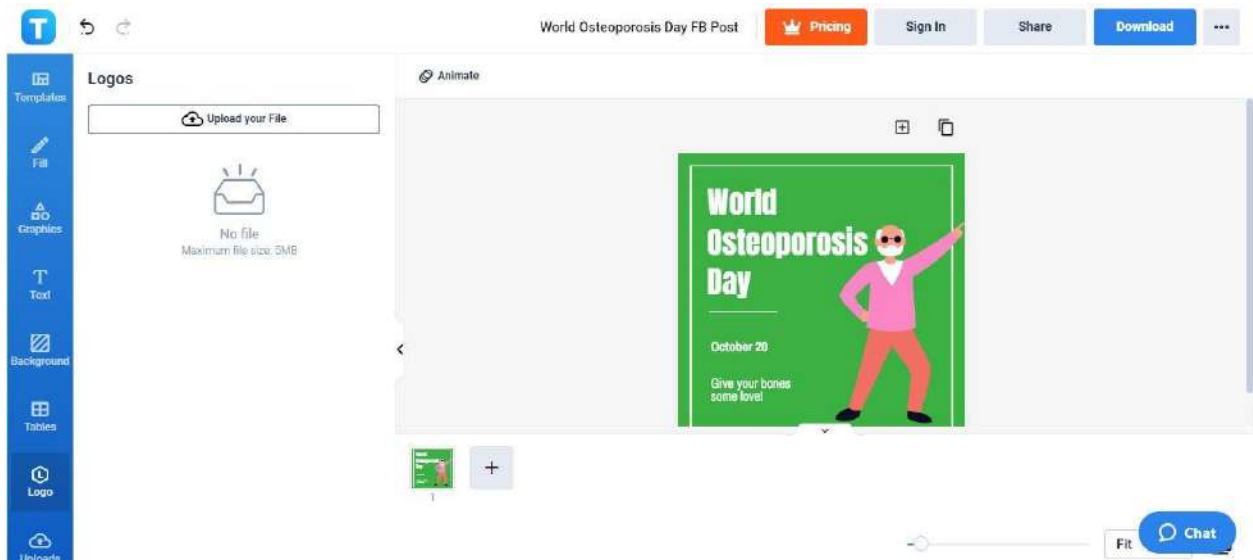 T
World Osteoporosis Day FB Post
Pricing
Sign In
Share
Download
Templates
Fill
Graphics
Text
Background
Tables
Logo
Uploads
Logos
Upload your File
No file
Maximum file size: 5MB
Animate
World
Osteoporosis
Day
October 20
Give your bones
some love!
1
Fit
Chat